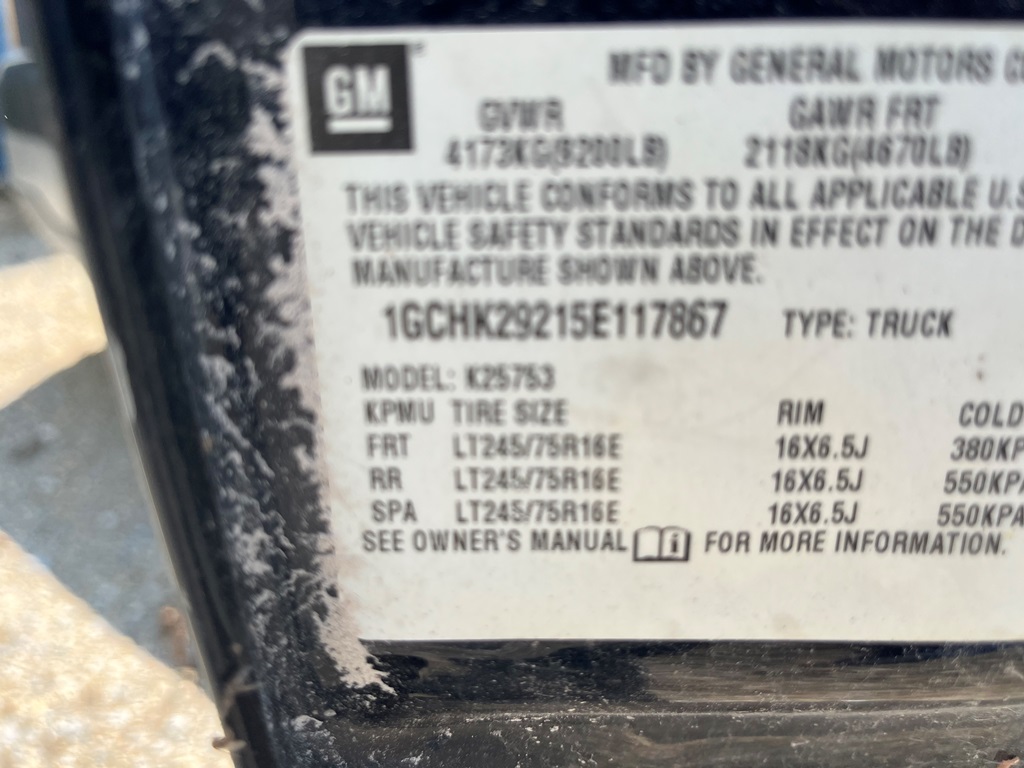 GM
MFD BY GENERAL MOTORS
GVWR GAWR FRT
4173KG(9200LB) 2118KG(4670LB)
THIS VEHICLE CONFORMS TO ALL APPLICABLE U.S
VEHICLE SAFETY STANDARDS IN EFFECT ON THE D
MANUFACTURE SHOWN ABOVE.
1GCHK29215E117867 TYPE: TRUCK
MODEL: K25753
KPMU TIRE SIZE RIM COLD
FRT LT245/75R16E 16X6.5J 380KP
RR LT245/75R16E 16X6.5J 550KPA
SPA LT245/75R16E 16X6.5J 550KPA
SEE OWNER'S MANUAL i FOR MORE INFORMATION.